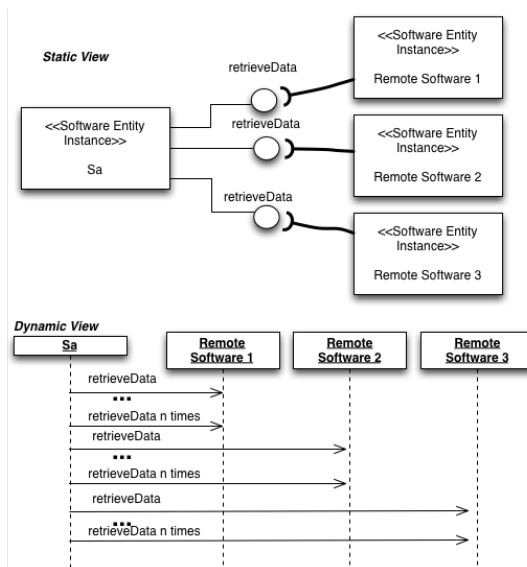 Static View
<<Software Entity
Instance>>
Sa
retrieveData
retrieveData
retrieveData
<<Software Entity
Instance>>
Remote Software 1
<<Software Entity
Instance>>
Remote Software 2
<<Software Entity
Instance>>
Remote Software 3
Dynamic View
Sa
Remote
Software 1
Remote
Software 2
Remote
Software 3
retrieveData
...
retrieveData n times
retrieveData
...
retrieveData n times
retrieveData
...
retrieveData n times